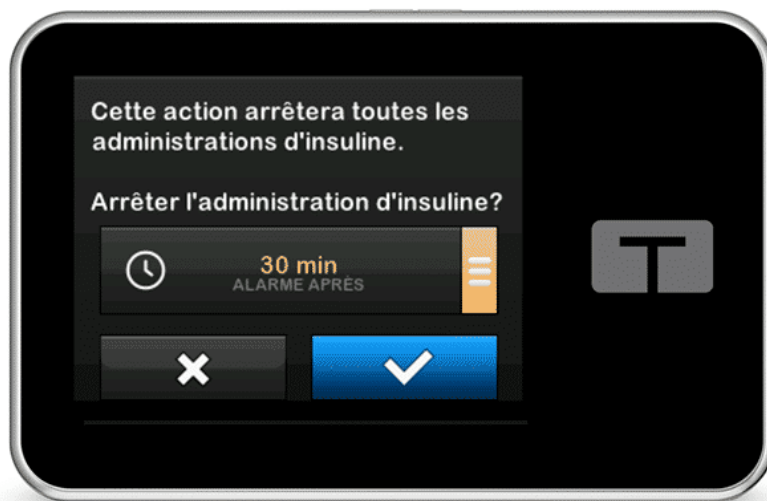 Cette action arrêtera toutes les
administrations d'insuline.
Arrêter l'administration d'insuline?
30 min
ALARME APRÈS
T